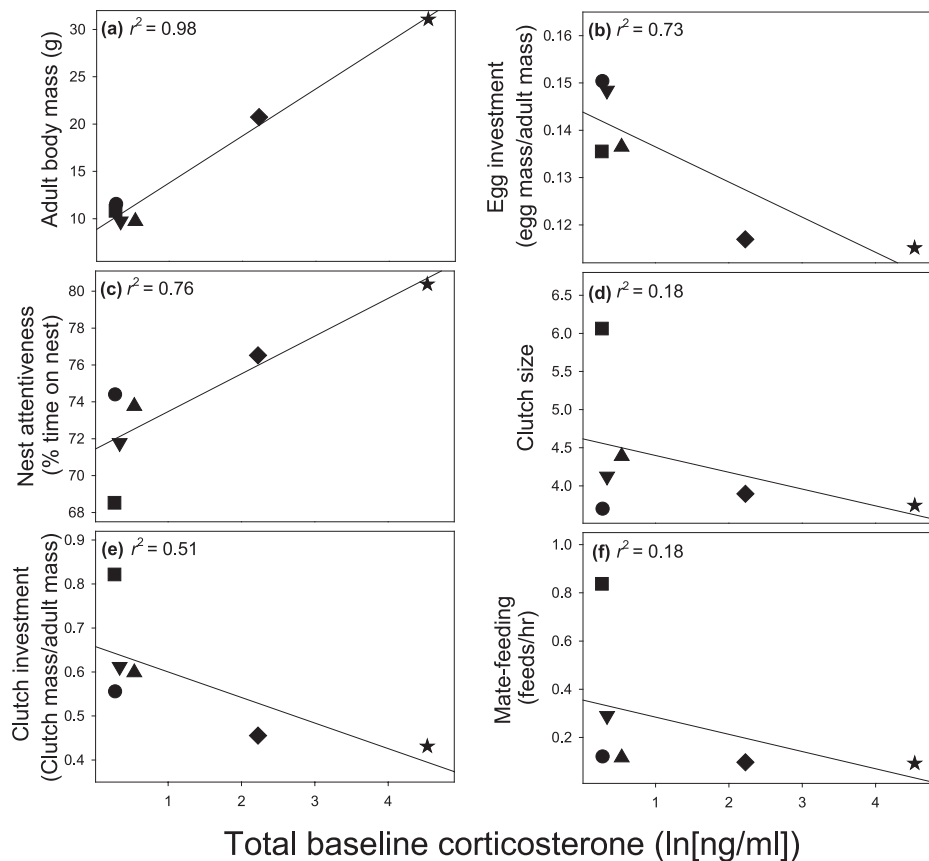 (a) r² = 0.98
Adult body mass (g)
30
25
20
15
10
(b) r² = 0.73
Egg investment
(egg mass/adult mass)
0.16
0.15
0.14
0.13
0.12
(c) r² = 0.76
Nest attentiveness
(% time on nest)
80
78
76
74
72
70
68
(d) r² = 0.18
Clutch size
6.5
6.0
5.5
5.0
4.5
4.0
(e) r² = 0.51
Clutch investment
(Clutch mass/adult mass)
0.9
0.8
0.7
0.6
0.5
0.4
1 2 3 4
(f) r² = 0.18
Mate-feeding
(feeds/hr)
1.0
0.8
0.6
0.4
0.2
1 2 3 4
Total baseline corticosterone (ln[ng/ml])